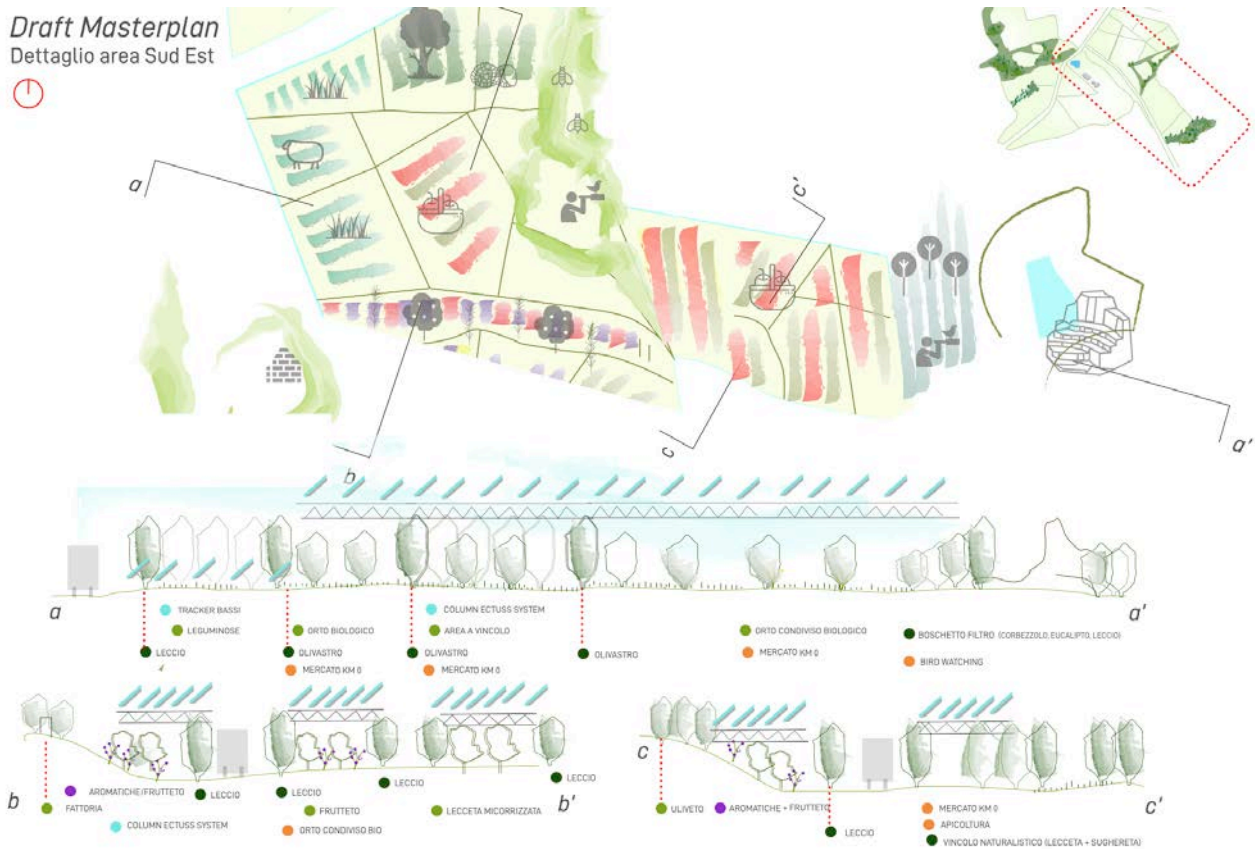 Draft Masterplan
Dettaglio area Sud Est
a
c'
b
c
a'
a
TRACKER BASSI
LEGUMINOSE
LECCIO
ORTO BIOLOGICO
OLIVASTRO
MERCATO KM 0
COLUMN ECTUSS SYSTEM
AREA A VINCOLO
OLIVASTRO
MERCATO KM 0
OLIVASTRO
ORTO CONDIVISO BIOLOGICO
MERCATO KM 0
BOSCHETTO FILTRO (CORBEZZOLO, EUCALIPTO, LECCIO)
BIRD WATCHING
a'
b
AROMATICHE/FRUTTETO
FATTORIA
COLUMN ECTUSS SYSTEM
LECCIO
LECCIO
FRUTTETO
ORTO CONDIVISO BIO
LECCIO
LECCETA MICORRIZZATA
LECCIO
b'
c
ULIVETO
AROMATICHE + FRUTTETO
LECCIO
MERCATO KM 0
APICOLTURA
VINCOLO NATURALISTICO (LECCETA + SUGHERETA)
c'